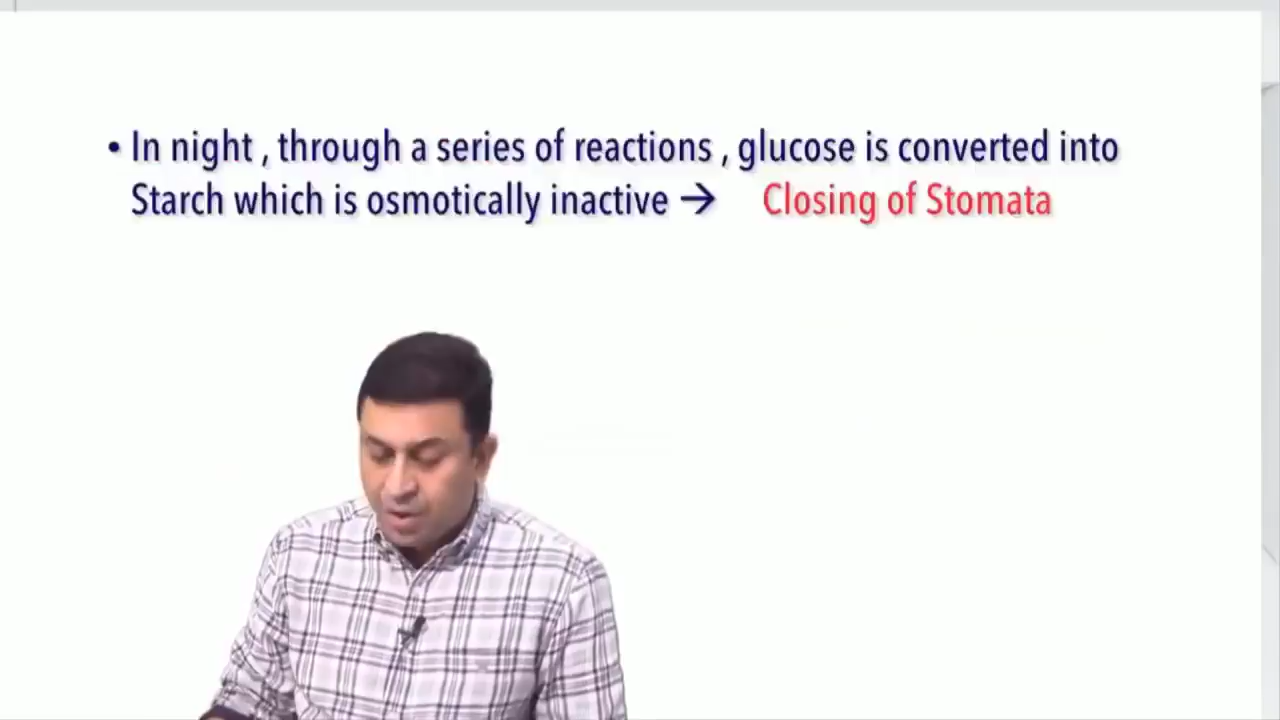 • In night , through a series of reactions , glucose is converted into
Starch which is osmotically inactive → Closing of Stomata